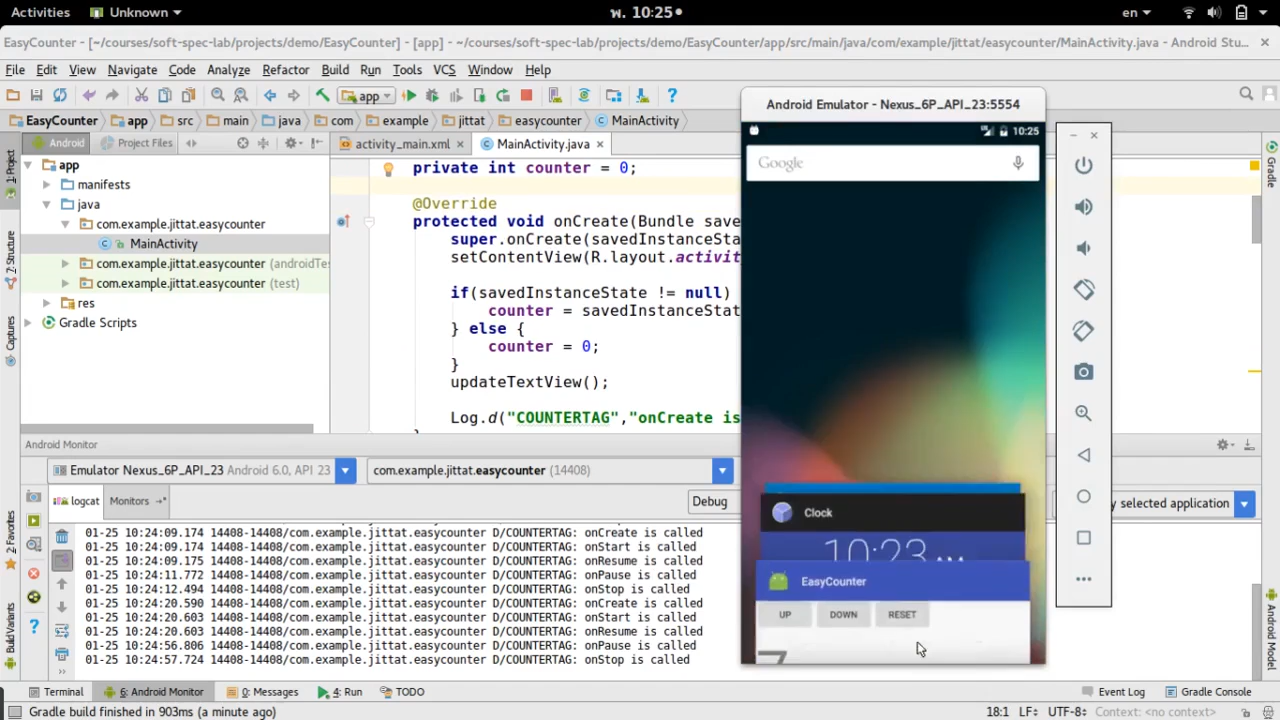 Activities Unknown พ. 10:25 en
EasyCounter - [~/courses/soft-spec-lab/projects/demo/EasyCounter] - [app] - ~/courses/soft-spec-lab/projects/demo/EasyCounter/app/src/main/java/com/example/jittat/easycounter/MainActivity.java - Android Stu...
File Edit View Navigate Code Analyze Refactor Build Run Tools VCS Window Help
app
EasyCounter app src main java com example jittat easycounter MainActivity
Android Project Files
activity_main.xml MainActivity.java
1: Project
7: Structure
Captures
2: Favorites
Build Variants
app
manifests
java
com.example.jittat.easycounter
MainActivity
com.example.jittat.easycounter (androidTes
com.example.jittat.easycounter (test)
res
Gradle Scripts
private int counter = 0;
@Override
protected void onCreate(Bundle save
super.onCreate(savedInstanceSta
setContentView(R.layout.activit
if(savedInstanceState != null)
counter = savedInstanceStat
} else {
counter = 0;
}
updateTextView();
Log.d("COUNTERTAG","onCreate is
Android Emulator - Nexus_6P_API_23:5554
10:25
Google
Clock
10:23 AM
EasyCounter
UP DOWN RESET
7
Gradle
Android Model
Android Monitor
Emulator Nexus_6P_API_23 Android 6.0, API 23
com.example.jittat.easycounter (14408)
logcat Monitors
Debug
y selected application
01-25 10:24:09.174 14408-14408/com.example.jittat.easycounter D/COUNTERTAG: onCreate is called
01-25 10:24:09.174 14408-14408/com.example.jittat.easycounter D/COUNTERTAG: onStart is called
01-25 10:24:09.175 14408-14408/com.example.jittat.easycounter D/COUNTERTAG: onResume is called
01-25 10:24:11.772 14408-14408/com.example.jittat.easycounter D/COUNTERTAG: onPause is called
01-25 10:24:12.494 14408-14408/com.example.jittat.easycounter D/COUNTERTAG: onStop is called
01-25 10:24:20.590 14408-14408/com.example.jittat.easycounter D/COUNTERTAG: onCreate is called
01-25 10:24:20.603 14408-14408/com.example.jittat.easycounter D/COUNTERTAG: onStart is called
01-25 10:24:20.603 14408-14408/com.example.jittat.easycounter D/COUNTERTAG: onResume is called
01-25 10:24:56.806 14408-14408/com.example.jittat.easycounter D/COUNTERTAG: onPause is called
01-25 10:24:57.724 14408-14408/com.example.jittat.easycounter D/COUNTERTAG: onStop is called
Terminal 6: Android Monitor 0: Messages 4: Run TODO Event Log Gradle Console
Gradle build finished in 903ms (a minute ago) 18:1 LF UTF-8 Context: <no context>